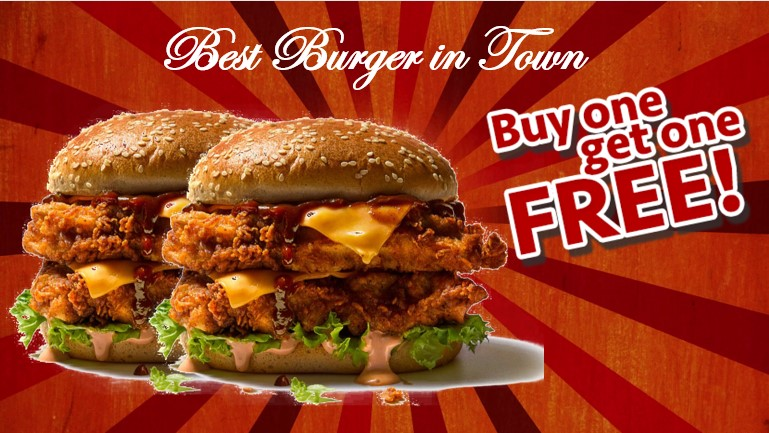 Best Burger in Town
Buy one
get one
FREE!